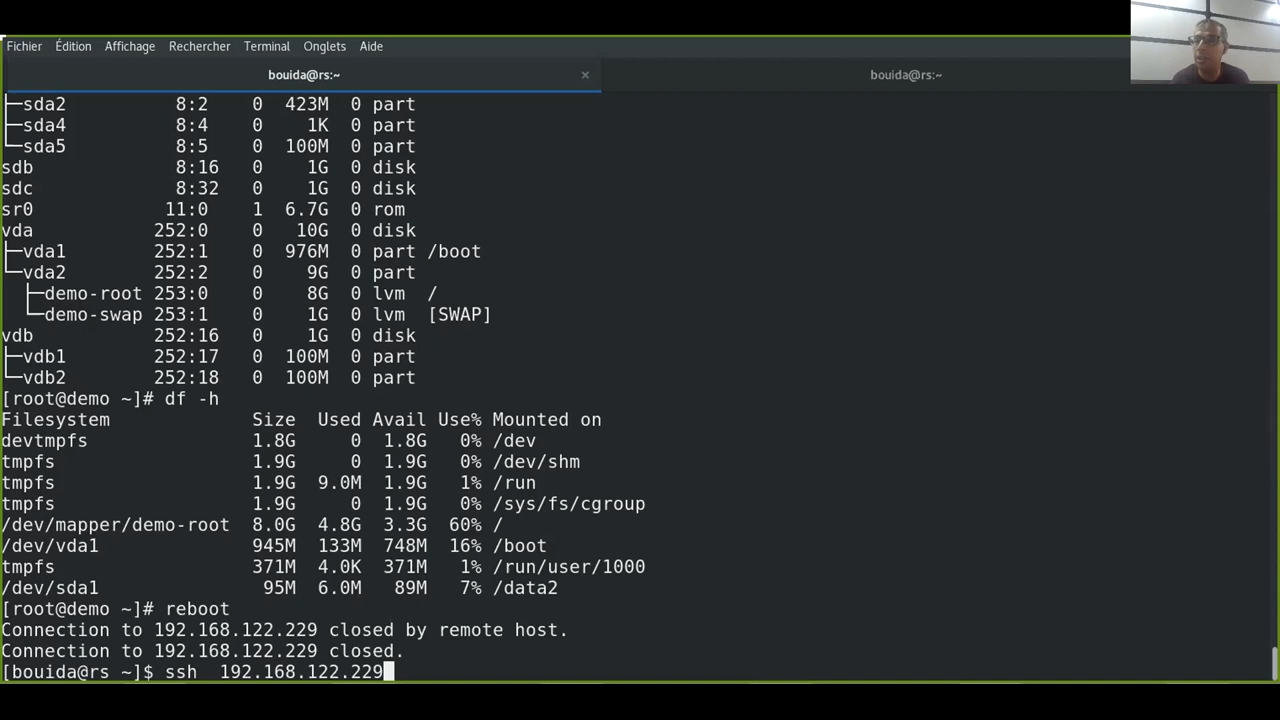 Fichier Édition Affichage Rechercher Terminal Onglets Aide
bouida@rs:~ × bouida@rs:~
├─sda2 8:2 0 423M 0 part
├─sda4 8:4 0 1K 0 part
└─sda5 8:5 0 100M 0 part
sdb 8:16 0 1G 0 disk
sdc 8:32 0 1G 0 disk
sr0 11:0 1 6.7G 0 rom
vda 252:0 0 10G 0 disk
├─vda1 252:1 0 976M 0 part /boot
└─vda2 252:2 0 9G 0 part
├─demo-root 253:0 0 8G 0 lvm /
└─demo-swap 253:1 0 1G 0 lvm [SWAP]
vdb 252:16 0 1G 0 disk
├─vdb1 252:17 0 100M 0 part
└─vdb2 252:18 0 100M 0 part
[root@demo ~]# df -h
Filesystem Size Used Avail Use% Mounted on
devtmpfs 1.8G 0 1.8G 0% /dev
tmpfs 1.9G 0 1.9G 0% /dev/shm
tmpfs 1.9G 9.0M 1.9G 1% /run
tmpfs 1.9G 0 1.9G 0% /sys/fs/cgroup
/dev/mapper/demo-root 8.0G 4.8G 3.3G 60% /
/dev/vda1 945M 133M 748M 16% /boot
tmpfs 371M 4.0K 371M 1% /run/user/1000
/dev/sda1 95M 6.0M 89M 7% /data2
[root@demo ~]# reboot
Connection to 192.168.122.229 closed by remote host.
Connection to 192.168.122.229 closed.
[bouida@rs ~]$ ssh 192.168.122.229